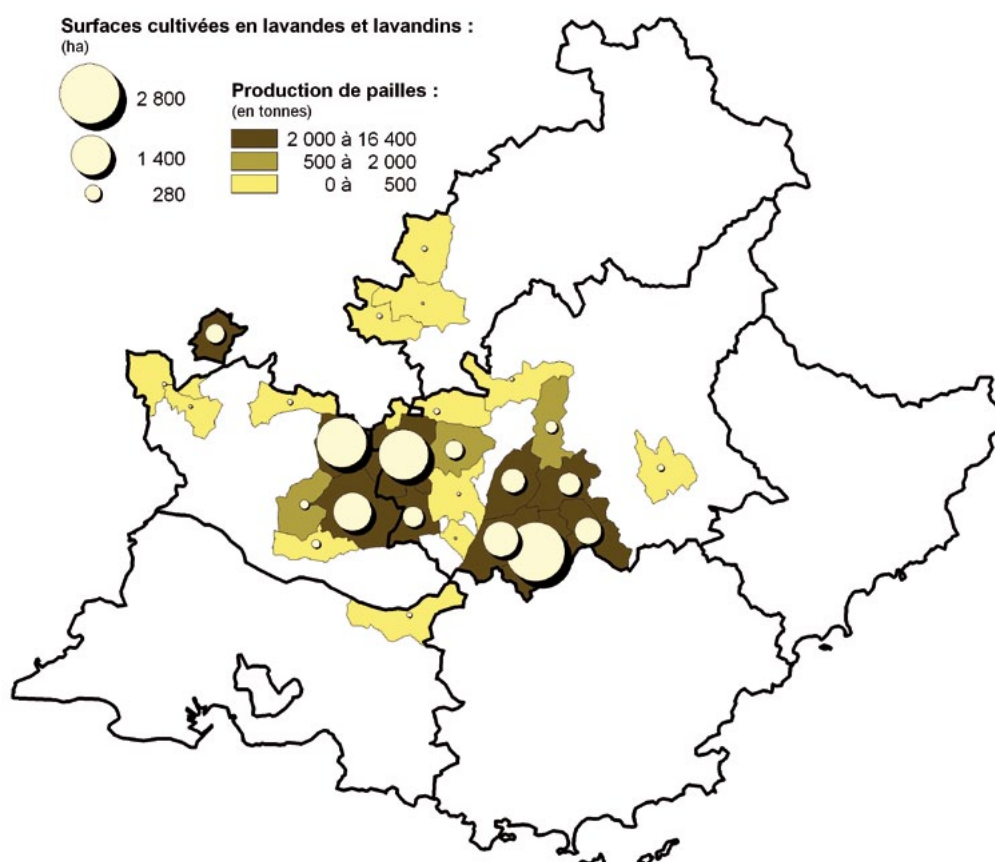 Surfaces cultivées en lavandes et lavandins :
(ha)
2 800
1 400
280
Production de pailles :
(en tonnes)
2 000 à 16 400
500 à 2 000
0 à 500